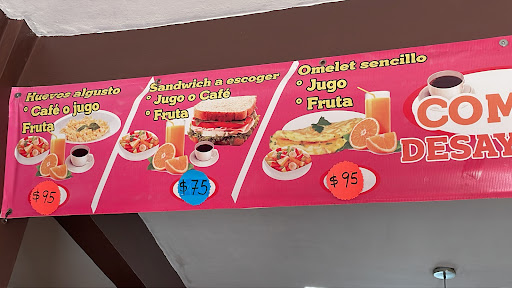 Huevos algusto
· Café o jugo
Fruta
$95
Sandwich a escoger
· Jugo o Café
· Fruta
$75
Omelet sencillo
· Jugo
· Fruta
$95
COM
DESAY